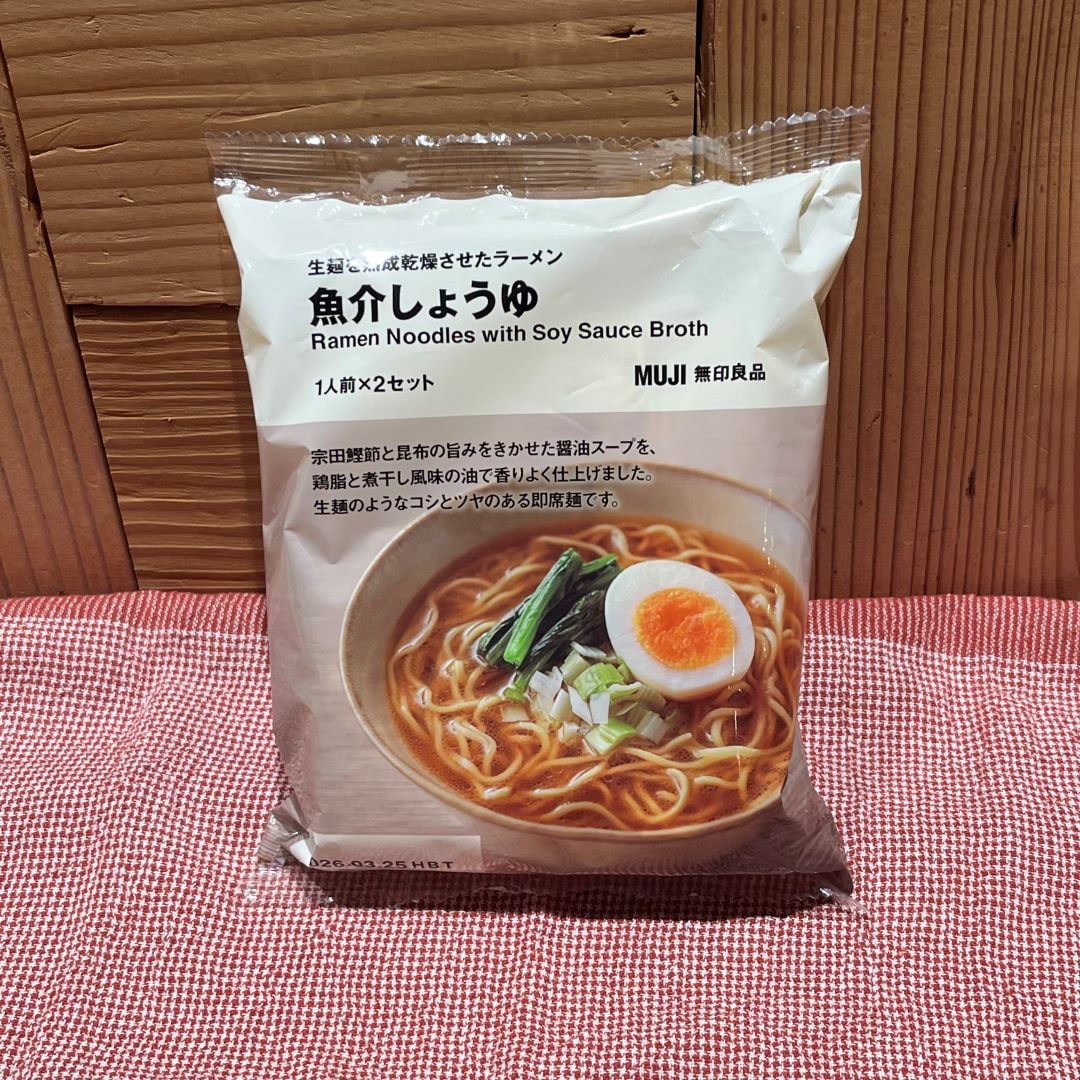 生麺を熟成乾燥させたラーメン
魚介しょうゆ
Ramen Noodles with Soy Sauce Broth
1人前×2セット
MUJI 無印良品
宗田鰹節と昆布の旨みをきかせた醤油スープを、
鶏脂と煮干し風味の油で香りよく仕上げました。
生麺のようなコシとツヤのある即席麺です。
026-03-25 HBT